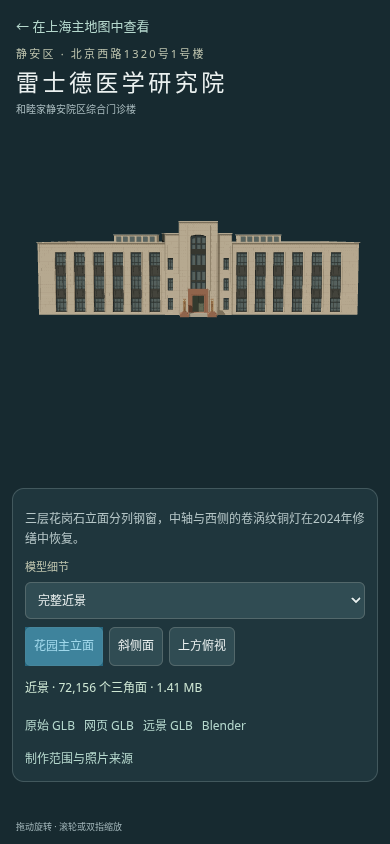 ← 在上海主地图中查看
静安区 · 北京西路1320号1号楼
雷士德医学研究院
和睦家静安院区综合门诊楼
三层花岗石立面分列钢窗，中轴与西侧的卷涡纹铜灯在2024年修
缮中恢复。
模型细节
完整近景
花园主立面 斜侧面 上方俯视
近景 · 72,156 个三角面 · 1.41 MB
原始 GLB 网页 GLB 远景 GLB Blender
制作范围与照片来源
拖动旋转 · 滚轮或双指缩放